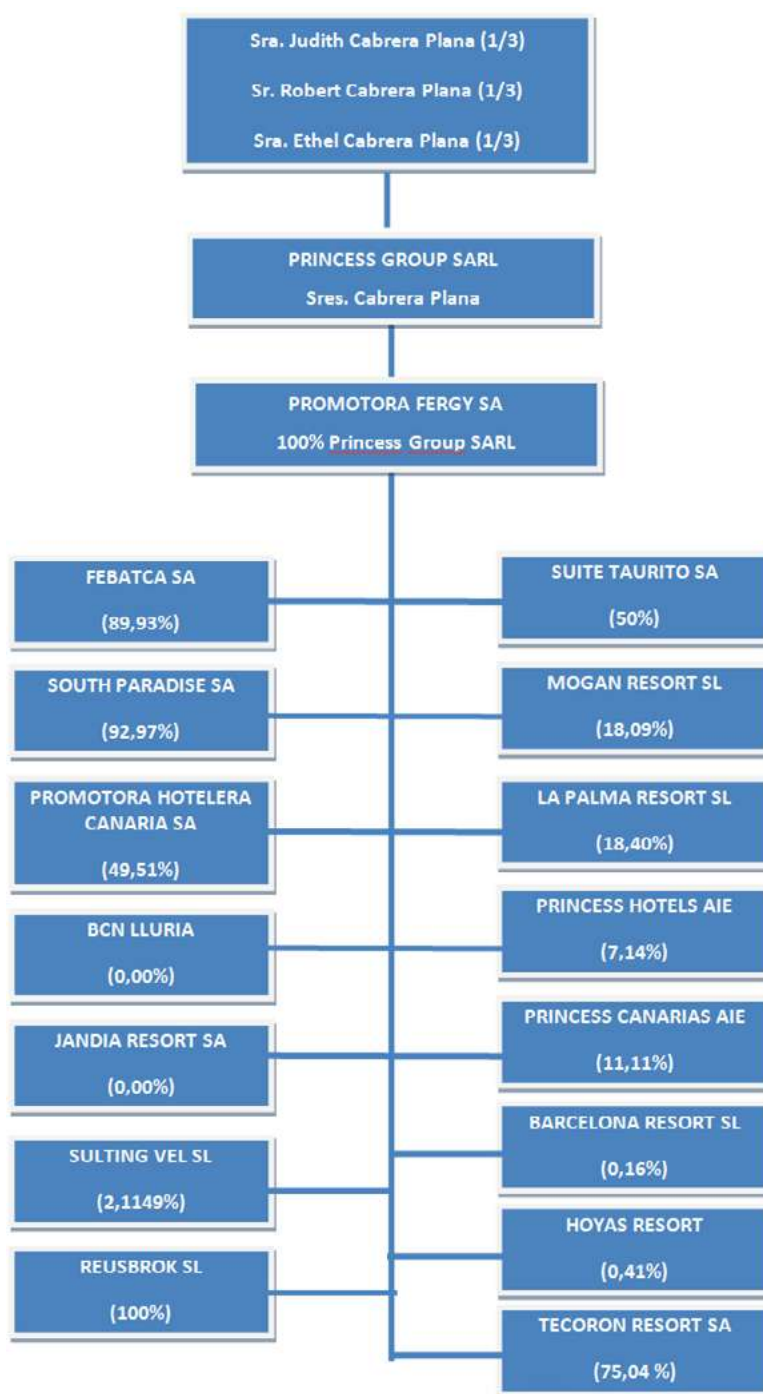 Sra. Judith Cabrera Plana (1/3)
Sr. Robert Cabrera Plana (1/3)
Sra. Ethel Cabrera Plana (1/3)
PRINCESS GROUP SARL
Sres. Cabrera Plana
PROMOTORA FERGY SA
100% Princess Group SARL
FEBATCA SA
(89,93%)
SOUTH PARADISE SA
(92,97%)
PROMOTORA HOTELERA
CANARIA SA
(49,51%)
BCN LLURIA
(0,00%)
JANDIA RESORT SA
(0,00%)
SULTING VEL SL
(2,1149%)
REUSBROK SL
(100%)
SUITE TAURITO SA
(50%)
MOGAN RESORT SL
(18,09%)
LA PALMA RESORT SL
(18,40%)
PRINCESS HOTELS AIE
(7,14%)
PRINCESS CANARIAS AIE
(11,11%)
BARCELONA RESORT SL
(0,16%)
HOYAS RESORT
(0,41%)
TECORON RESORT SA
(75,04 %)